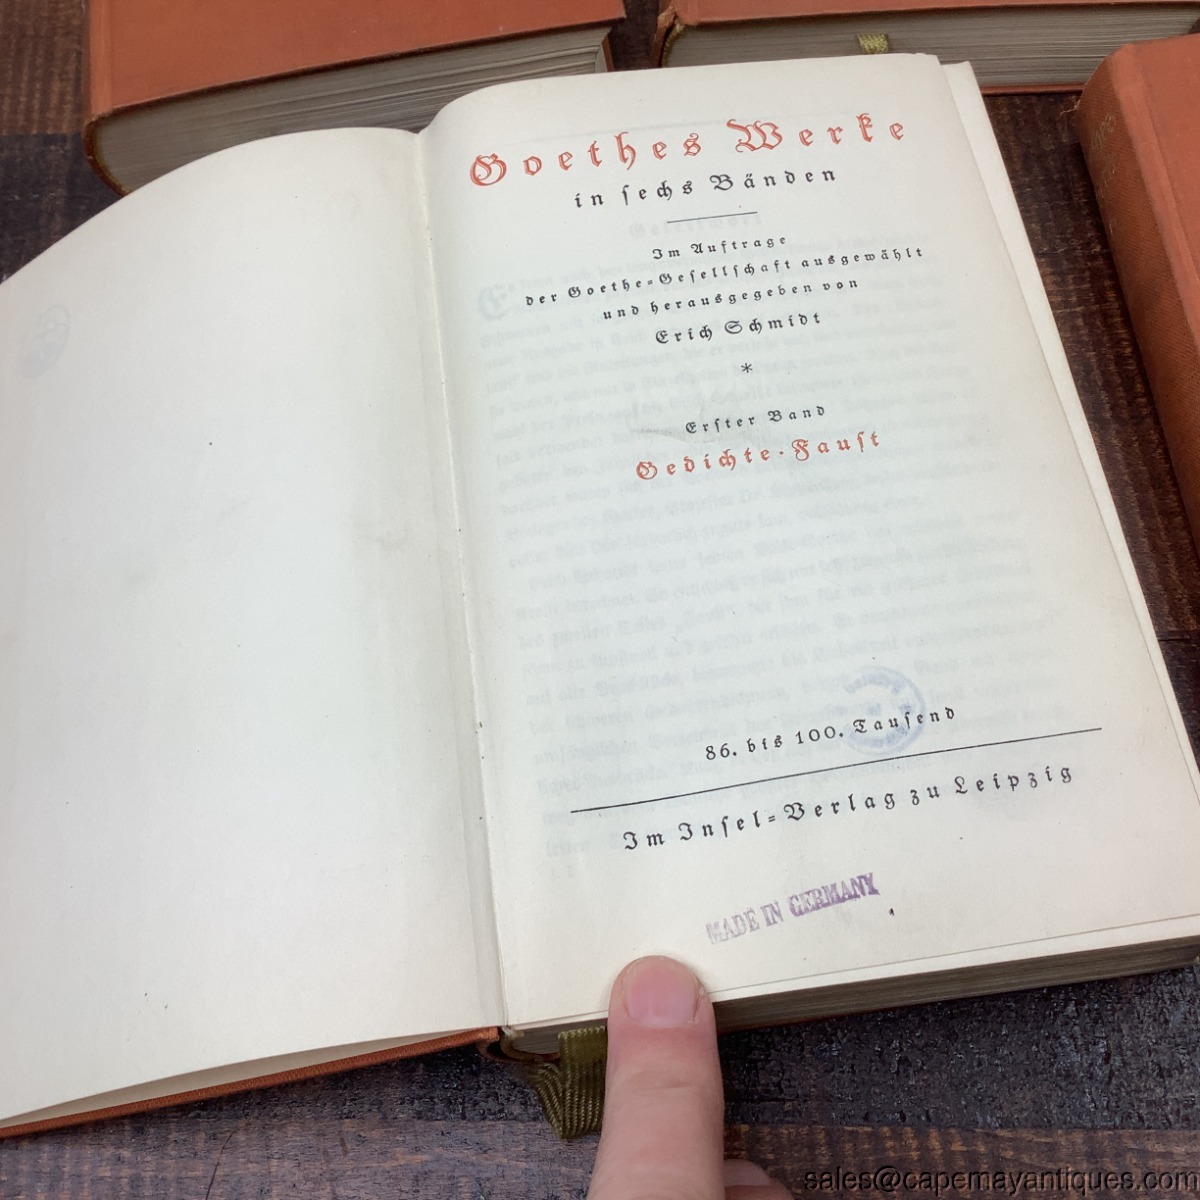 Goethes Werke
in ſechs Bänden
Im Auftrage
der Goethe=Geſellſchaft ausgewählt
und herausgegeben von
Erich Schmidt
*
Erſter Band
Gedichte · Fauſt
86. bis 100. Tauſend
Im Inſel=Verlag zu Leipzig
MADE IN GERMANY
sales@capemayantiques.com